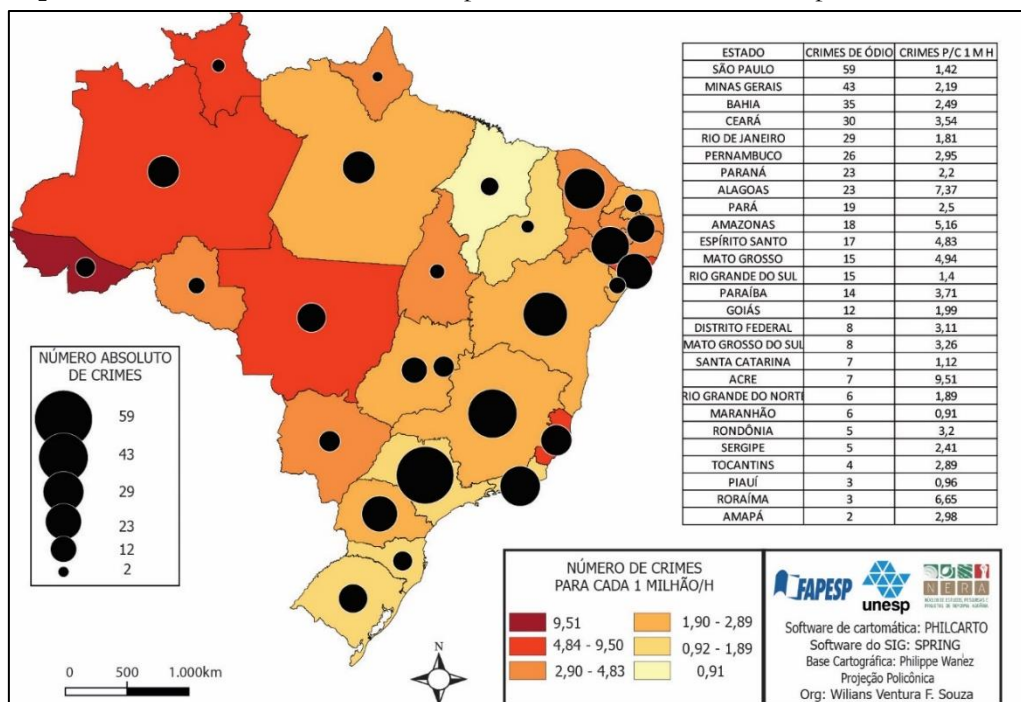 ESTADO CRIMES DE ÓDIO CRIMES P/C 1 M H
SÃO PAULO 59 1,42
MINAS GERAIS 43 2,19
BAHIA 35 2,49
CEARÁ 30 3,54
RIO DE JANEIRO 29 1,81
PERNAMBUCO 26 2,95
PARANÁ 23 2,2
ALAGOAS 23 7,37
PARÁ 19 2,5
AMAZONAS 18 5,16
ESPÍRITO SANTO 17 4,83
MATO GROSSO 15 4,94
RIO GRANDE DO SUL 15 1,4
PARAÍBA 14 3,71
GOIÁS 12 1,99
DISTRITO FEDERAL 8 3,11
MATO GROSSO DO SUL 8 3,26
SANTA CATARINA 7 1,12
ACRE 7 9,51
RIO GRANDE DO NORTE 6 1,89
MARANHÃO 6 0,91
RONDÔNIA 5 3,2
SERGIPE 5 2,41
TOCANTINS 4 2,89
PIAUÍ 3 0,96
RORAÍMA 3 6,65
AMAPÁ 2 2,98
NÚMERO ABSOLUTO
DE CRIMES
59
43
29
23
12
2
0 500 1.000km
N
NÚMERO DE CRIMES
PARA CADA 1 MILHÃO/H
9,51 1,90 - 2,89
4,84 - 9,50 0,92 - 1,89
2,90 - 4,83 0,91
FAPESP unesp NERA
Software de cartomática: PHILCARTO
Software do SIG: SPRING
Base Cartográfica: Philippe Waniez
Projeção Policônica
Org: Wilians Ventura F. Souza